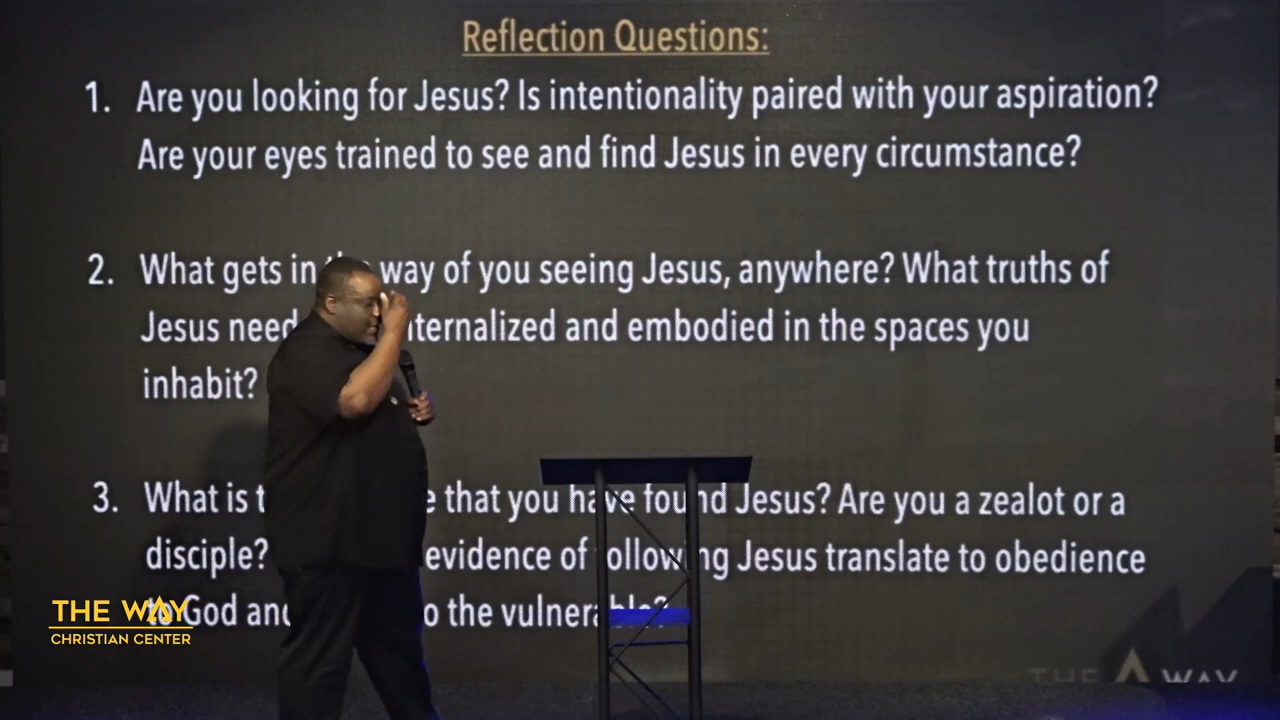 Reflection Questions:
1. Are you looking for Jesus? Is intentionality paired with your aspiration?
Are your eyes trained to see and find Jesus in every circumstance?
2. What gets in way of you seeing Jesus, anywhere? What truths of
Jesus need internalized and embodied in the spaces you
inhabit?
3. What is that you have found Jesus? Are you a zealot or a
disciple? evidence of following Jesus translate to obedience
to God and to the vulnerable?
THE WAY
CHRISTIAN CENTER
THE WAY